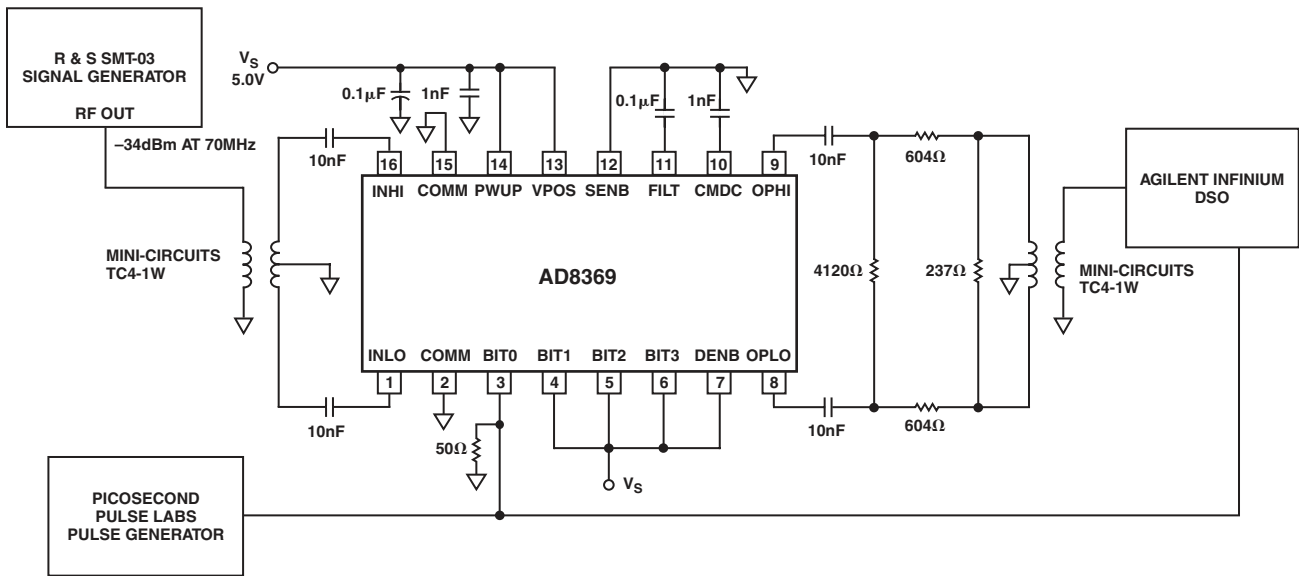 R & S SMT-03
SIGNAL GENERATOR
RF OUT
–34dBm AT 70MHz
VS
5.0V
0.1µF
1nF
0.1µF
1nF
10nF
10nF
604Ω
16
15
14
13
12
11
10
9
INHI
COMM
PWUP
VPOS
SENB
FILT
CMDC
OPHI
AGILENT INFINIUM
DSO
MINI-CIRCUITS
TC4-1W
AD8369
4120Ω
237Ω
MINI-CIRCUITS
TC4-1W
INLO
COMM
BIT0
BIT1
BIT2
BIT3
DENB
OPLO
1
2
3
4
5
6
7
8
10nF
50Ω
10nF
604Ω
VS
PICOSECOND
PULSE LABS
PULSE GENERATOR